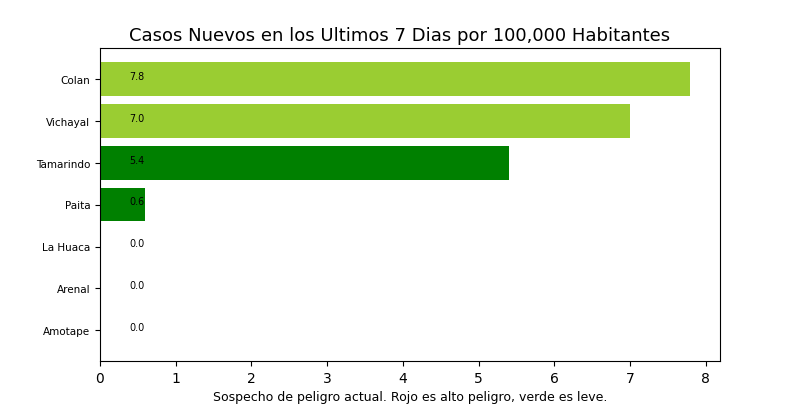 Casos Nuevos en los Ultimos 7 Dias por 100,000 Habitantes
Colan 7.8
Vichayal 7.0
Tamarindo 5.4
Paita 0.6
La Huaca 0.0
Arenal 0.0
Amotape 0.0
0 1 2 3 4 5 6 7 8
Sospecho de peligro actual. Rojo es alto peligro, verde es leve.